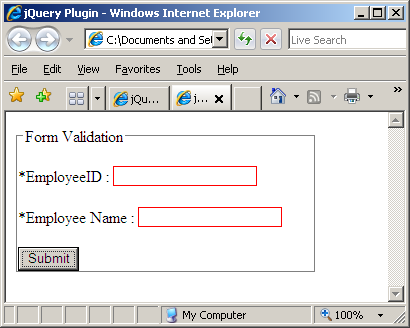 jQuery Plugin - Windows Internet Explorer
C:\Documents and Sel
Live Search
File Edit View Favorites Tools Help
jQu...
j...
»
Form Validation
*EmployeeID :
*Employee Name :
Submit
My Computer
100%